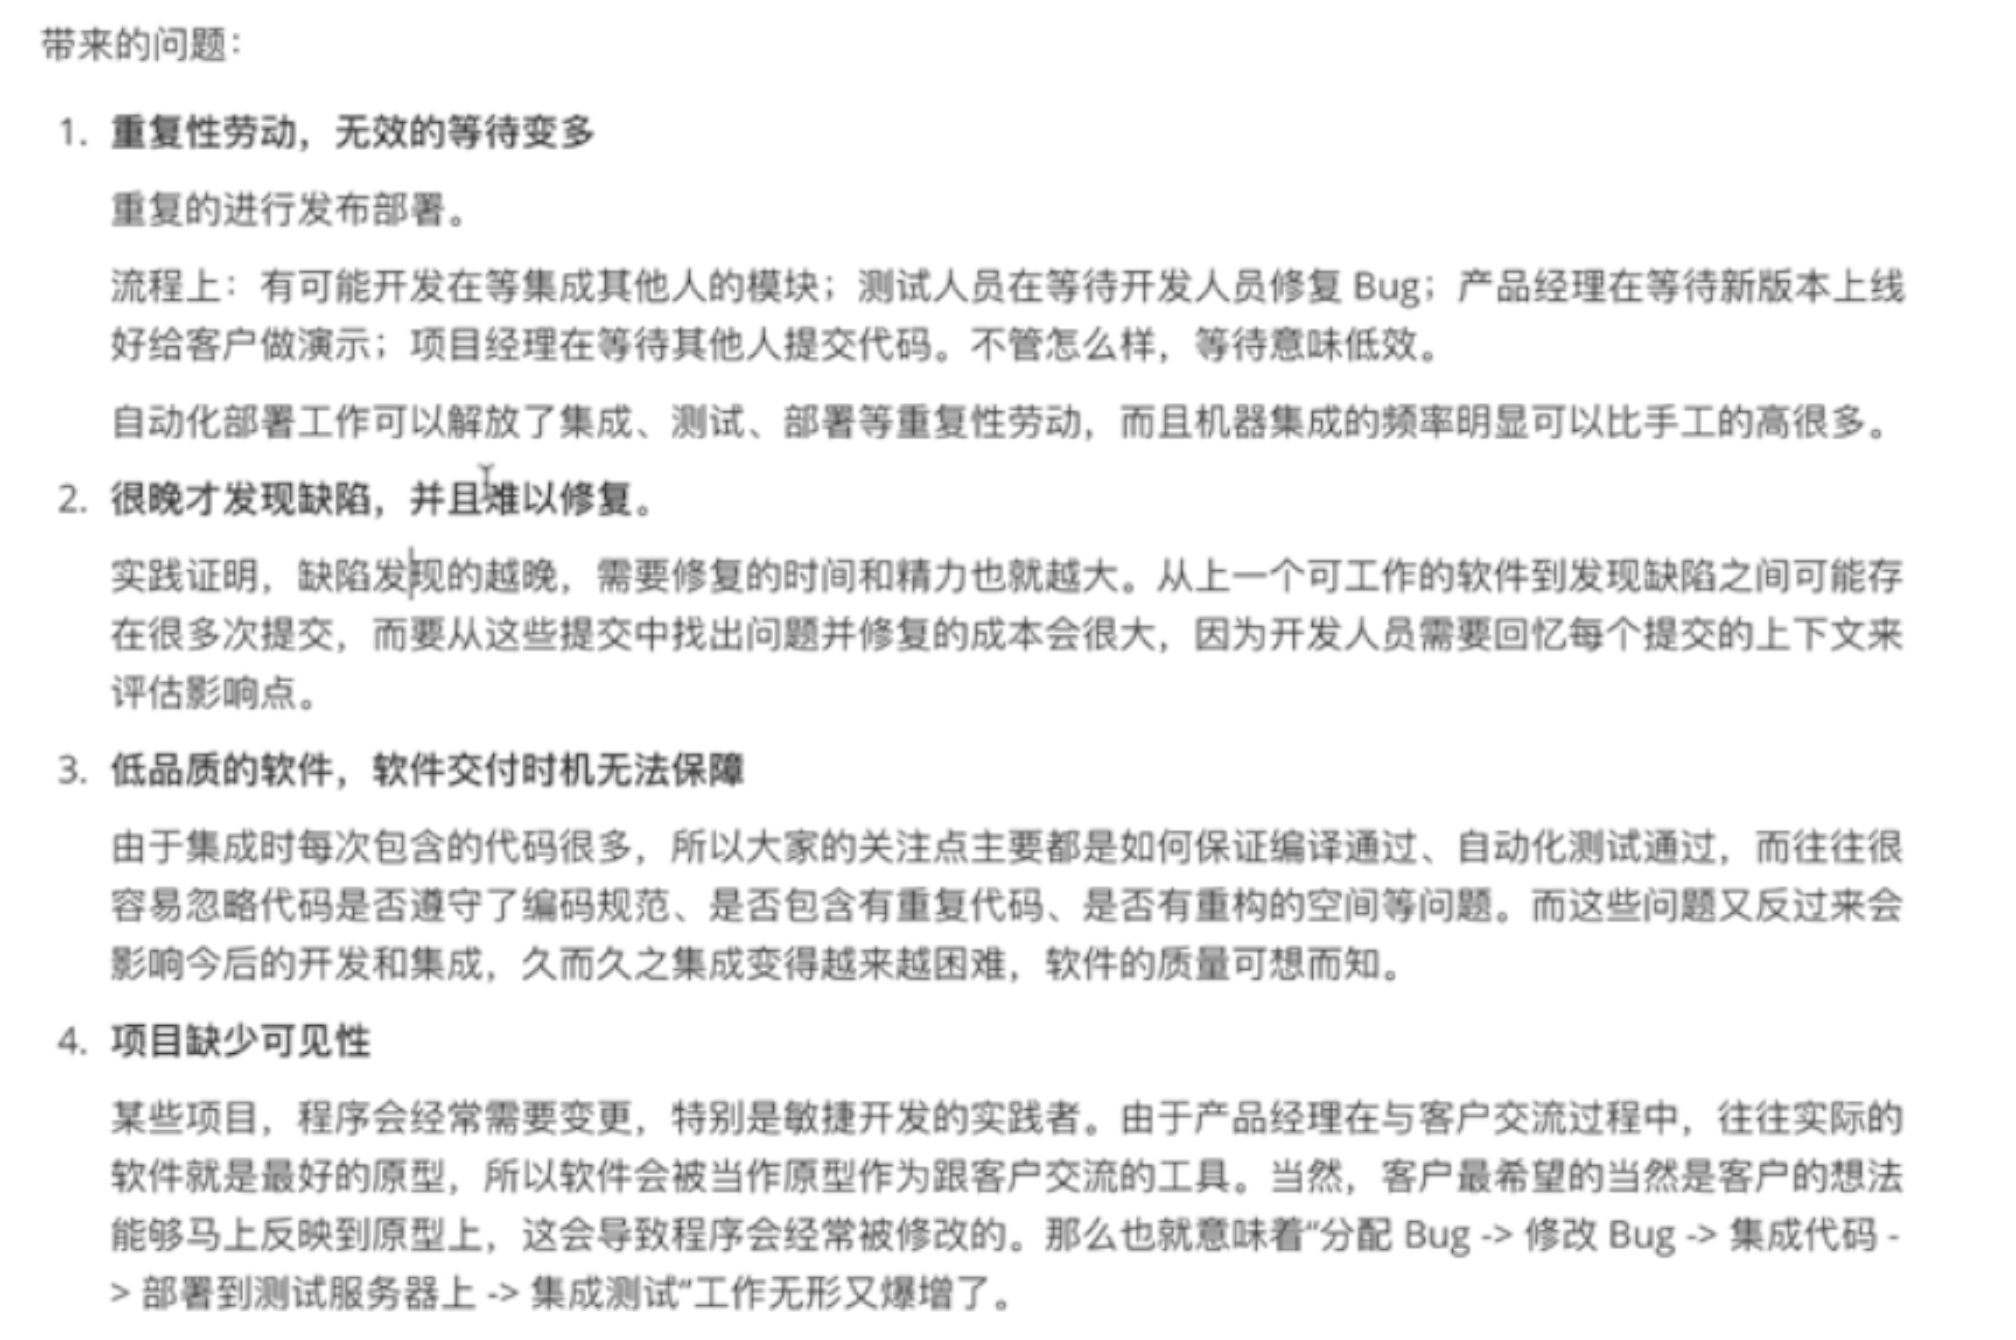 带来的问题：
1. 重复性劳动，无效的等待变多
重复的进行发布部署。
流程上：有可能开发在等集成其他人的模块；测试人员在等待开发人员修复 Bug；产品经理在等待新版本上线
好给客户做演示；项目经理在等待其他人提交代码。不管怎么样，等待意味低效。
自动化部署工作可以解放了集成、测试、部署等重复性劳动，而且机器集成的频率明显可以比手工的高很多。
2. 很晚才发现缺陷，并且难以修复。
实践证明，缺陷发现的越晚，需要修复的时间和精力也就越大。从上一个可工作的软件到发现缺陷之间可能存
在很多次提交，而要从这些提交中找出问题并修复的成本会很大，因为开发人员需要回忆每个提交的上下文来
评估影响点。
3. 低品质的软件，软件交付时机无法保障
由于集成时每次包含的代码很多，所以大家的关注点主要都是如何保证编译通过、自动化测试通过，而往往很
容易忽略代码是否遵守了编码规范、是否包含有重复代码、是否有重构的空间等问题。而这些问题又反过来会
影响今后的开发和集成，久而久之集成变得越来越困难，软件的质量可想而知。
4. 项目缺少可见性
某些项目，程序会经常需要变更，特别是敏捷开发的实践者。由于产品经理在与客户交流过程中，往往实际的
软件就是最好的原型，所以软件会被当作原型作为跟客户交流的工具。当然，客户最希望的当然是客户的想法
能够马上反映到原型上，这会导致程序会经常被修改的。那么也就意味着“分配 Bug -> 修改 Bug -> 集成代码 -
> 部署到测试服务器上 -> 集成测试”工作无形又爆增了。